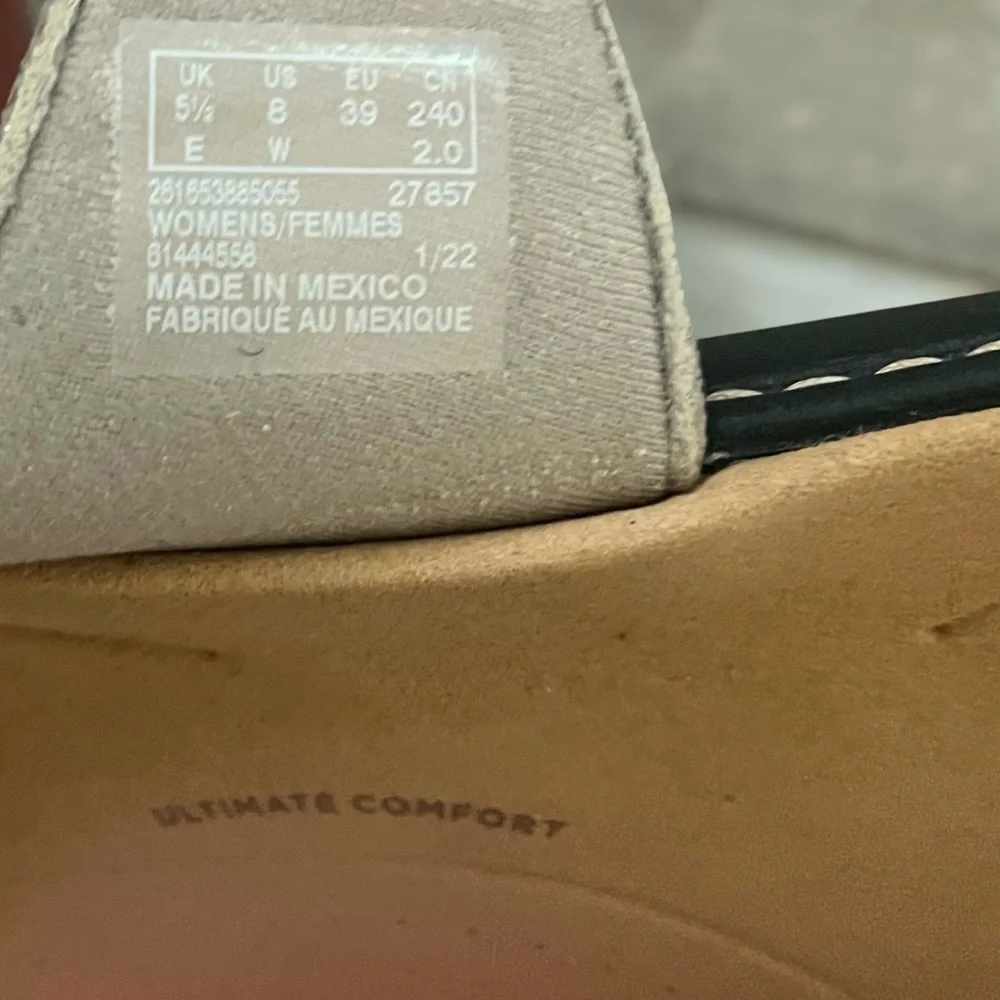 UK US EU CN
5½ 8 39 240
E W 2.0
261653885055 27857
WOMENS/FEMMES
61444556 1/22
MADE IN MEXICO
FABRIQUE AU MEXIQUE
ULTIMATE COMFORT